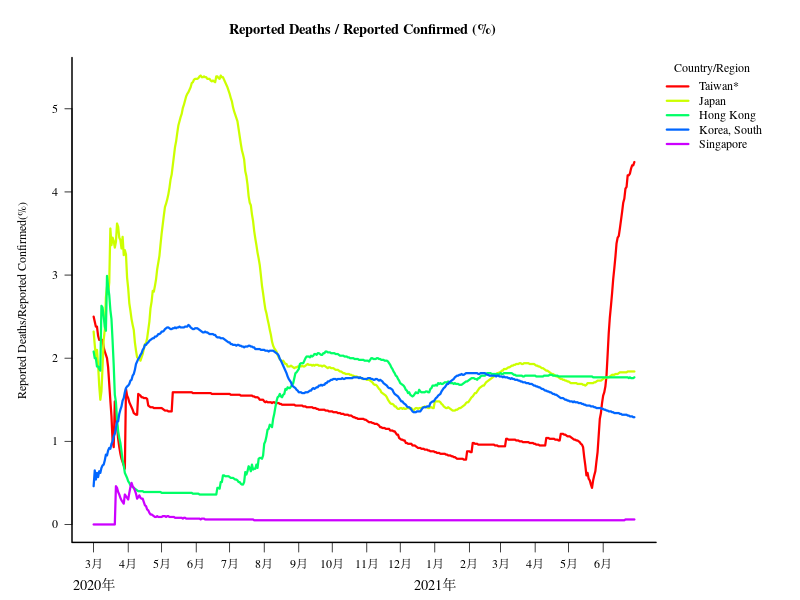 Reported Deaths / Reported Confirmed (%)
Country/Region
Taiwan*
Japan
Hong Kong
Korea, South
Singapore
Reported Deaths/Reported Confirmed(%)
5
4
3
2
1
0
3月 4月 5月 6月 7月 8月 9月 10月 11月 12月 1月 2月 3月 4月 5月 6月
2020年 2021年